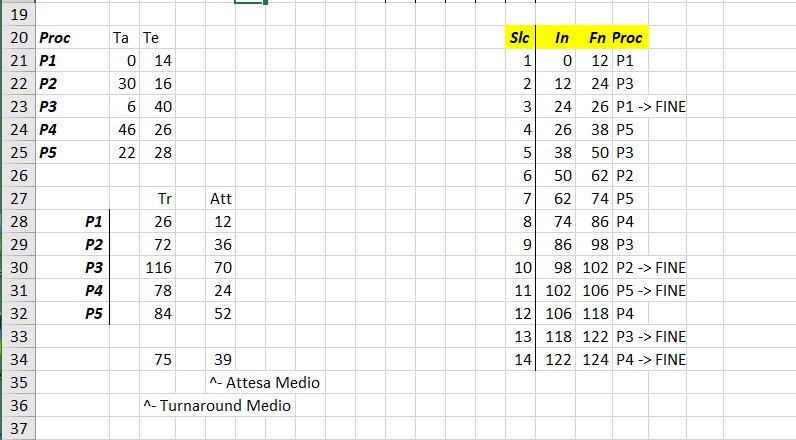 19
20 Proc Ta Te Slc In Fn Proc
21 P1 0 14 1 0 12 P1
22 P2 30 16 2 12 24 P3
23 P3 6 40 3 24 26 P1 -> FINE
24 P4 46 26 4 26 38 P5
25 P5 22 28 5 38 50 P3
26 6 50 62 P2
27 Tr Att 7 62 74 P5
28 P1 26 12 8 74 86 P4
29 P2 72 36 9 86 98 P3
30 P3 116 70 10 98 102 P2 -> FINE
31 P4 78 24 11 102 106 P5 -> FINE
32 P5 84 52 12 106 118 P4
33 13 118 122 P3 -> FINE
34 75 39 14 122 124 P4 -> FINE
35 ^- Attesa Medio
36 ^- Turnaround Medio
37